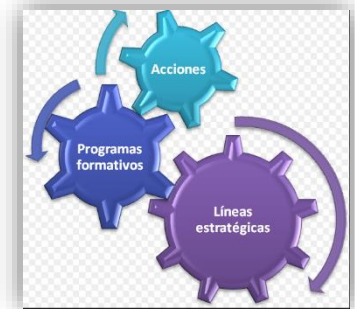 Acciones
Programas
formativos
Líneas
estratégicas